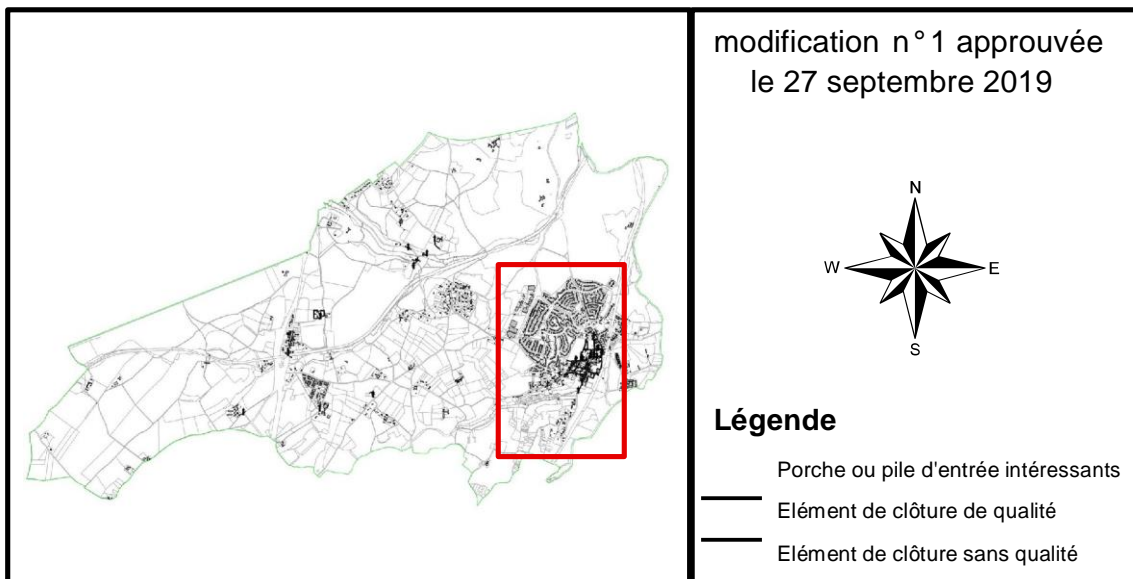 modification n°1 approuvée
le 27 septembre 2019
N
W E
S
Légende
Porche ou pile d'entrée intéressants
Elément de clôture de qualité
Elément de clôture sans qualité